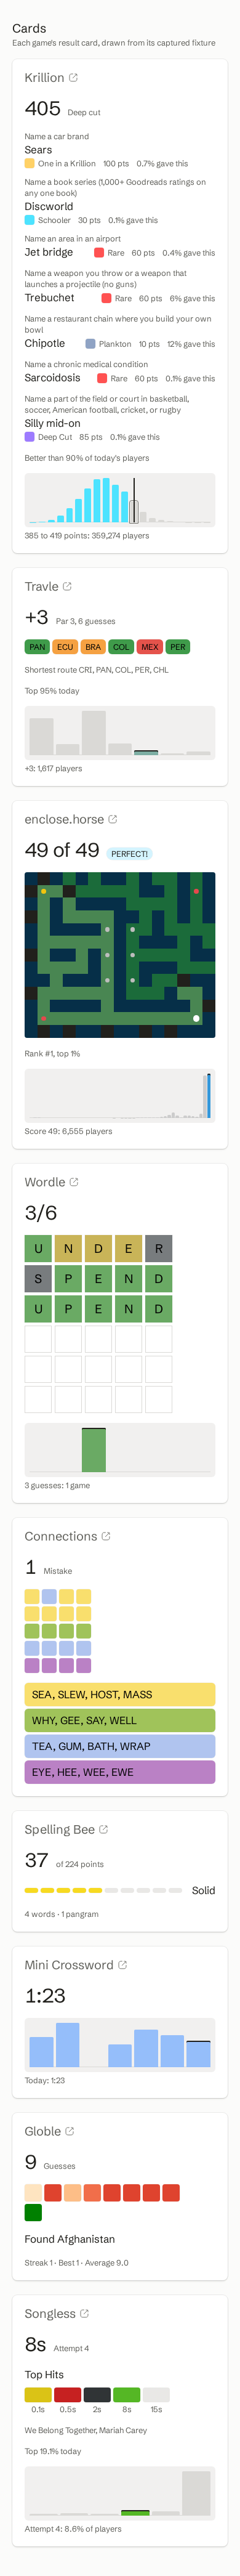 Cards
Each game's result card, drawn from its captured fixture
Krillion
405 Deep cut
Name a car brand
Sears
One in a Krillion 100 pts 0.7% gave this
Name a book series (1,000+ Goodreads ratings on
any one book)
Discworld
Schooler 30 pts 0.1% gave this
Name an area in an airport
Jet bridge Rare 60 pts 0.4% gave this
Name a weapon you throw or a weapon that
launches a projectile (no guns)
Trebuchet Rare 60 pts 6% gave this
Name a restaurant chain where you build your own
bowl
Chipotle Plankton 10 pts 12% gave this
Name a chronic medical condition
Sarcoidosis Rare 60 pts 0.1% gave this
Name a part of the field or court in basketball,
soccer, American football, cricket, or rugby
Silly mid-on
Deep Cut 85 pts 0.1% gave this
Better than 90% of today's players
385 to 419 points: 359,274 players
Travle
+3 Par 3, 6 guesses
PAN ECU BRA COL MEX PER
Shortest route CRI, PAN, COL, PER, CHL
Top 95% today
+3: 1,617 players
enclose.horse
49 of 49 PERFECT!
Rank #1, top 1%
Score 49: 6,555 players
Wordle
3/6
U N D E R
S P E N D
U P E N D
3 guesses: 1 game
Connections
1 Mistake
SEA, SLEW, HOST, MASS
WHY, GEE, SAY, WELL
TEA, GUM, BATH, WRAP
EYE, HEE, WEE, EWE
Spelling Bee
37 of 224 points
Solid
4 words · 1 pangram
Mini Crossword
1:23
Today: 1:23
Globle
9 Guesses
Found Afghanistan
Streak 1 · Best 1 · Average 9.0
Songless
8s Attempt 4
Top Hits
0.1s 0.5s 2s 8s 15s
We Belong Together, Mariah Carey
Top 19.1% today
Attempt 4: 8.6% of players